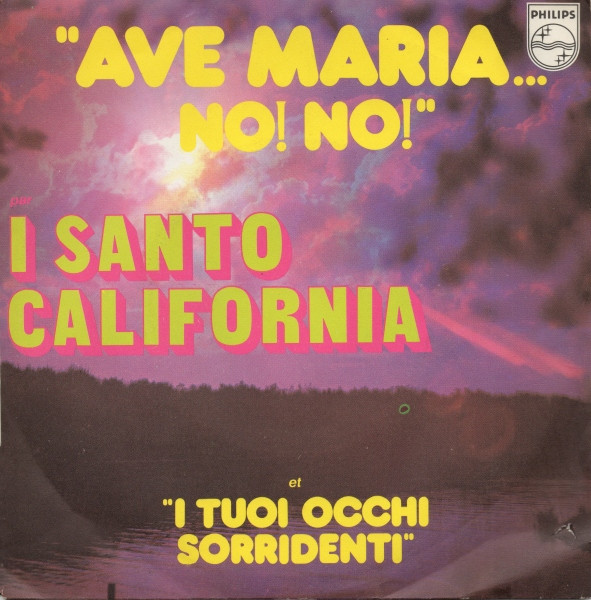 "AVE MARIA...
NO! NO!"
PHILIPS
par
I SANTO
CALIFORNIA
et
"I TUOI OCCHI
SORRIDENTI"